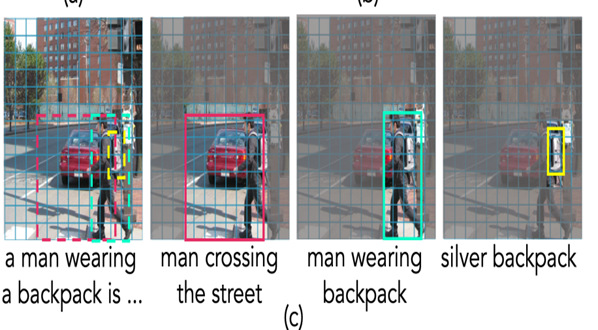 (a)
(b)
a man wearing
a backpack is ...
man crossing
the street
man wearing
backpack
silver backpack
(c)